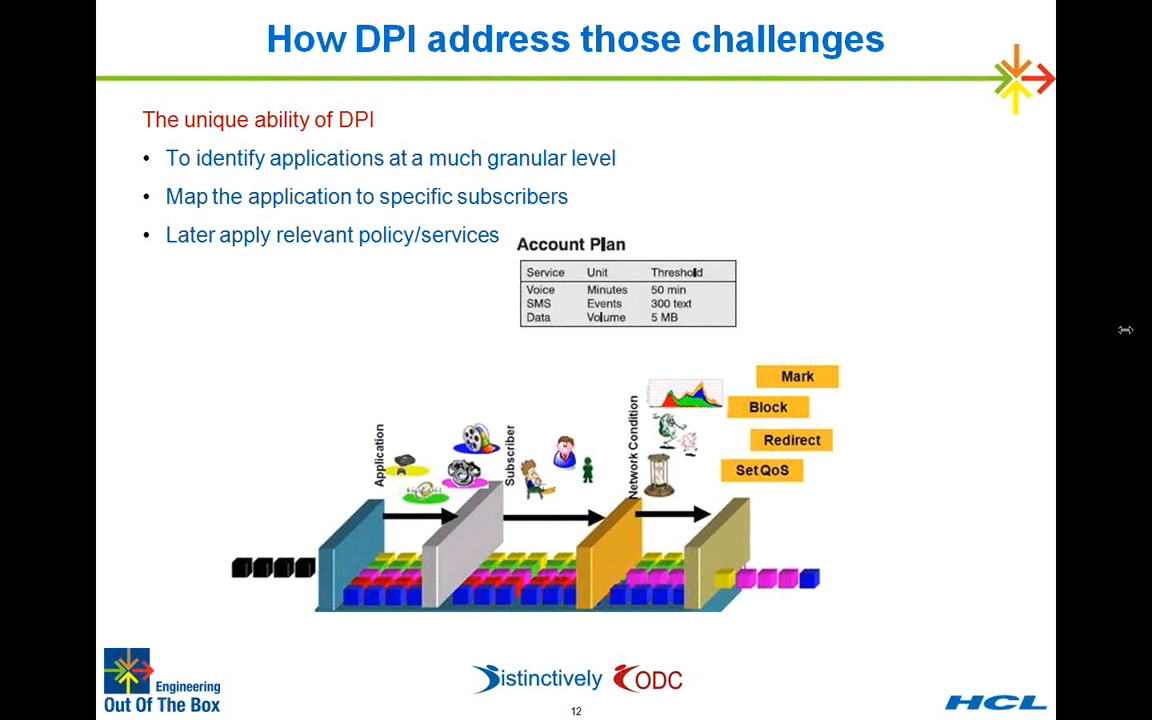 How DPI address those challenges
The unique ability of DPI
• To identify applications at a much granular level
• Map the application to specific subscribers
• Later apply relevant policy/services
Account Plan
Service Unit Threshold
Voice Minutes 50 min
SMS Events 300 text
Data Volume 5 MB
Application
Subscriber
Network Condition
Mark
Block
Redirect
Set QoS
Engineering
Out Of The Box
Distinctively ODC
HCL
12